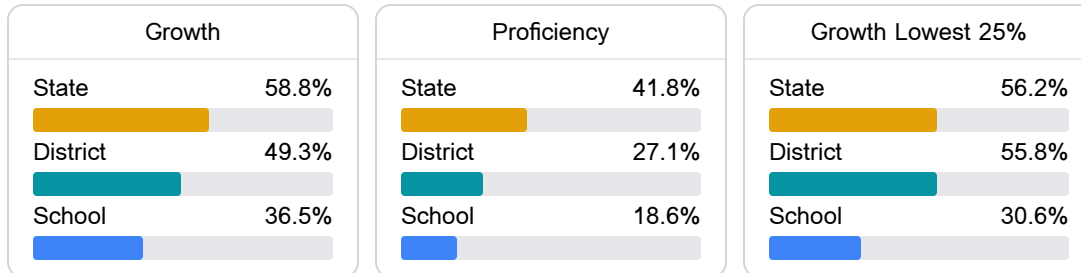 Growth
State 58.8%
District 49.3%
School 36.5%
Proficiency
State 41.8%
District 27.1%
School 18.6%
Growth Lowest 25%
State 56.2%
District 55.8%
School 30.6%